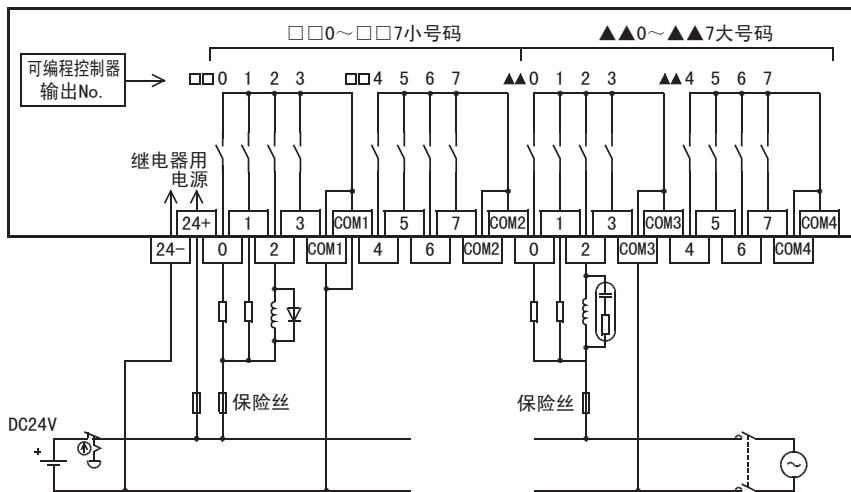 □□0～□□7小号码 ▲▲0～▲▲7大号码
可编程控制器
输出No.
□□0 1 2 3 □□4 5 6 7 ▲▲0 1 2 3 ▲▲4 5 6 7
继电器用
电源
24+ 1 3 COM1 5 7 COM2 1 3 COM3 5 7 COM4
24- 0 2 COM1 4 6 COM2 0 2 COM3 4 6 COM4
保险丝 保险丝
DC24V
+
~